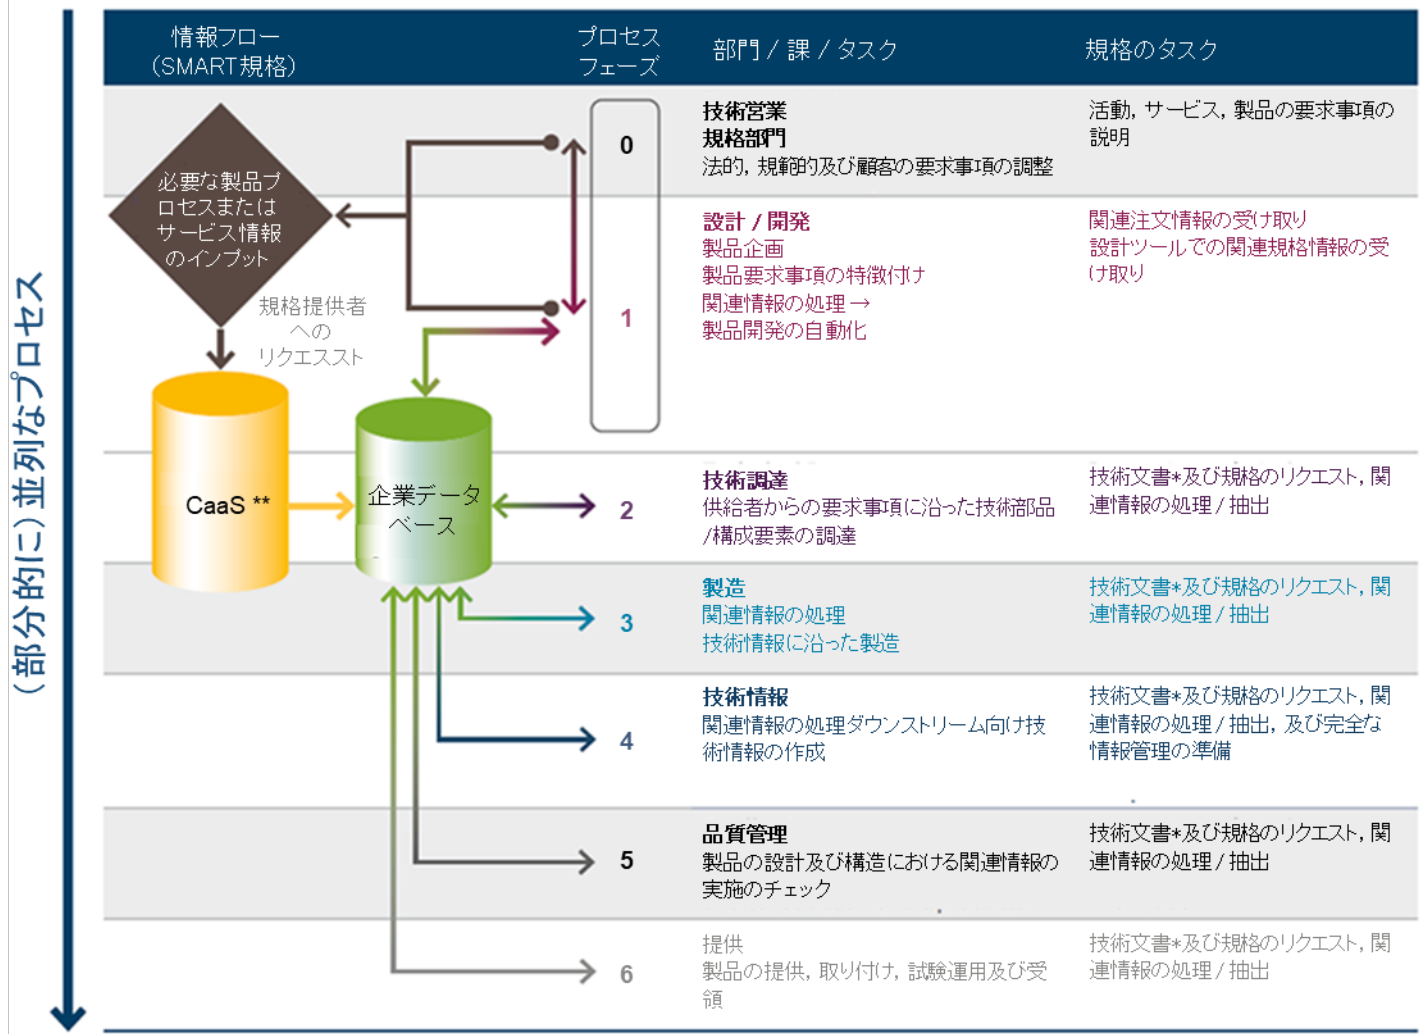 情報フロー
（SMART規格）
プロセス
フェーズ
部門 / 課 / タスク
規格のタスク
（部分的に）並列なプロセス
必要な製品プ
ロセスまたは
サービス情報
のインプット
規格提供者
への
リクエススト
CaaS **
企業データ
ベース
0
技術営業
規格部門
法的, 規範的及び顧客の要求事項の調整
活動, サービス, 製品の要求事項の
説明
1
設計 / 開発
製品企画
製品要求事項の特徴付け
関連情報の処理 →
製品開発の自動化
関連注文情報の受け取り
設計ツールでの関連規格情報の受
け取り
2
技術調達
供給者からの要求事項に沿った技術部品
/構成要素の調達
技術文書*及び規格のリクエスト, 関
連情報の処理 / 抽出
3
製造
関連情報の処理
技術情報に沿った製造
技術文書*及び規格のリクエスト, 関
連情報の処理 / 抽出
4
技術情報
関連情報の処理ダウンストリーム向け技
術情報の作成
技術文書*及び規格のリクエスト, 関
連情報の処理 / 抽出, 及び完全な
情報管理の準備
5
品質管理
製品の設計及び構造における関連情報の
実施のチェック
技術文書*及び規格のリクエスト, 関
連情報の処理 / 抽出
6
提供
製品の提供, 取り付け, 試験運用及び受
領
技術文書*及び規格のリクエスト, 関
連情報の処理 / 抽出